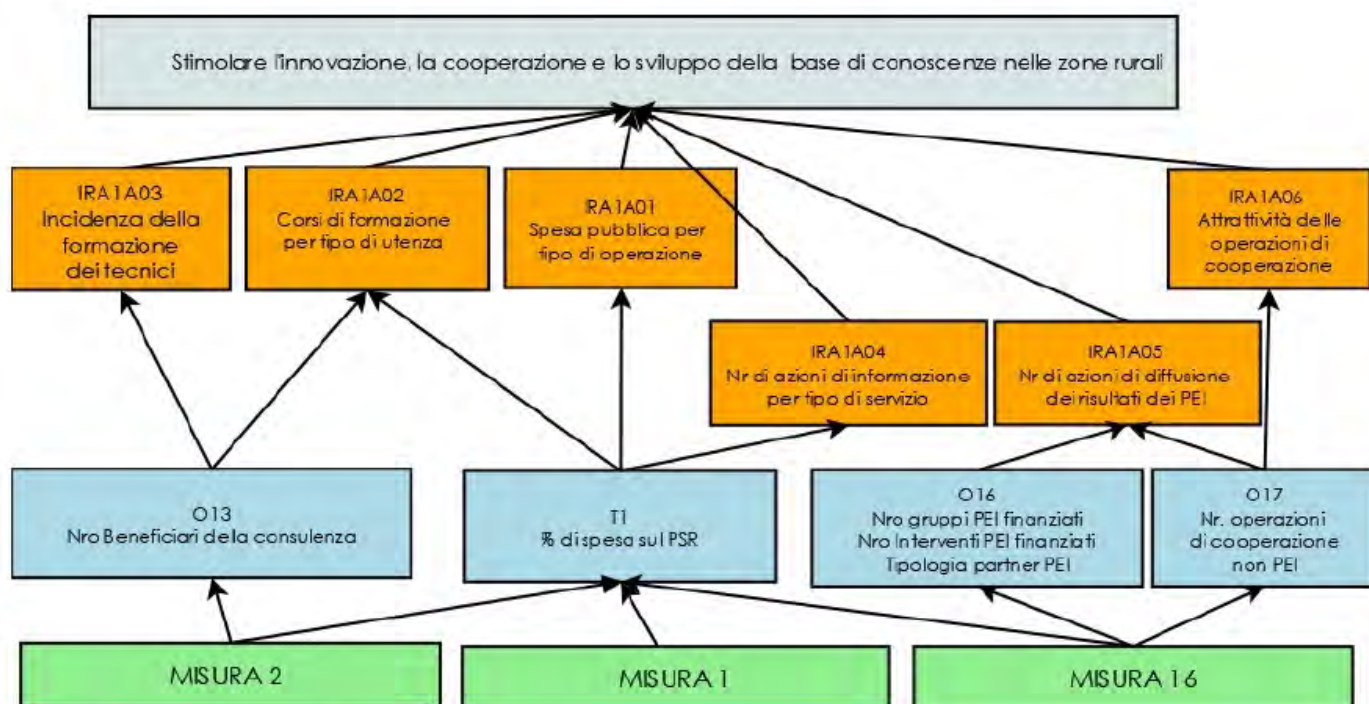 Stimolare l'innovazione, la cooperazione e lo sviluppo della base di conoscenze nelle zone rurali
IRA1A03
Incidenza della
formazione
dei tecnici
IRA1A02
Corsi di formazione
per tipo di utenza
RA1A01
Spesa pubblica per
tipo di operazione
IRA1A06
Attrattività delle
operazioni di
cooperazione
IRA1A04
Nr di azioni di informazione
per tipo di servizio
IRA1A05
Nr di azioni di diffusione
dei risultati dei PEI
O13
Nro Beneficiari della consulenza
T1
% di spesa sul PSR
O16
Nro gruppi PEI finanziati
Nro Interventi PEI finanziati
Tipologia partner PEI
O17
Nr. operazioni
di cooperazione
non PEI
MISURA 2
MISURA 1
MISURA 16